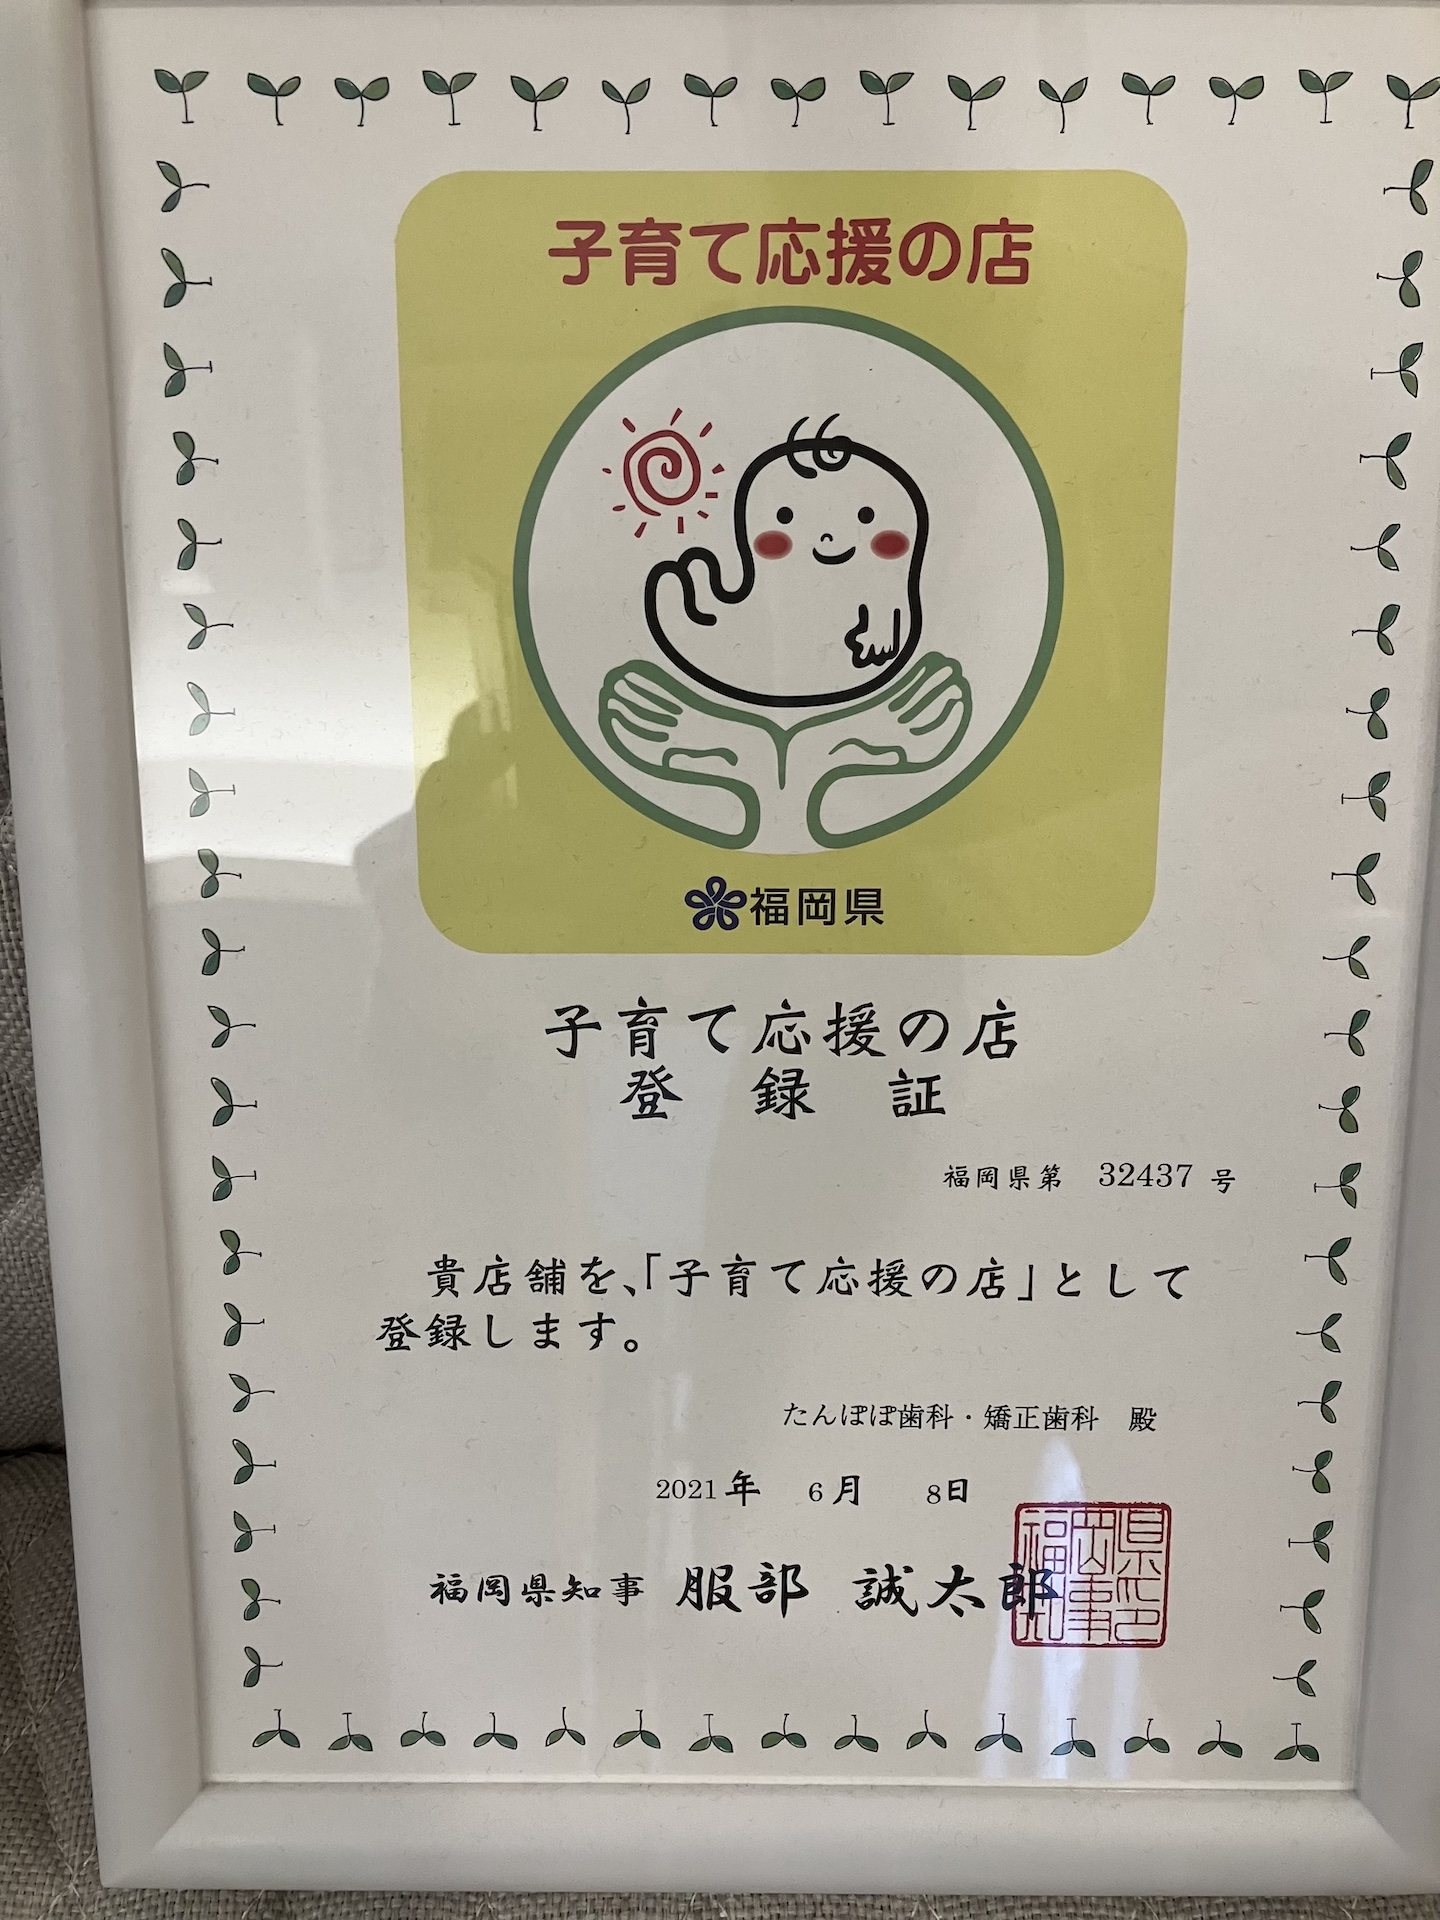 子育て応援の店
福岡県
子育て応援の店
登録証
福岡県第 32437 号
貴店舗を、「子育て応援の店」として
登録します。
たんぽぽ歯科・矯正歯科 殿
2021年 6月 8日
福岡県知事 服部 誠太郎